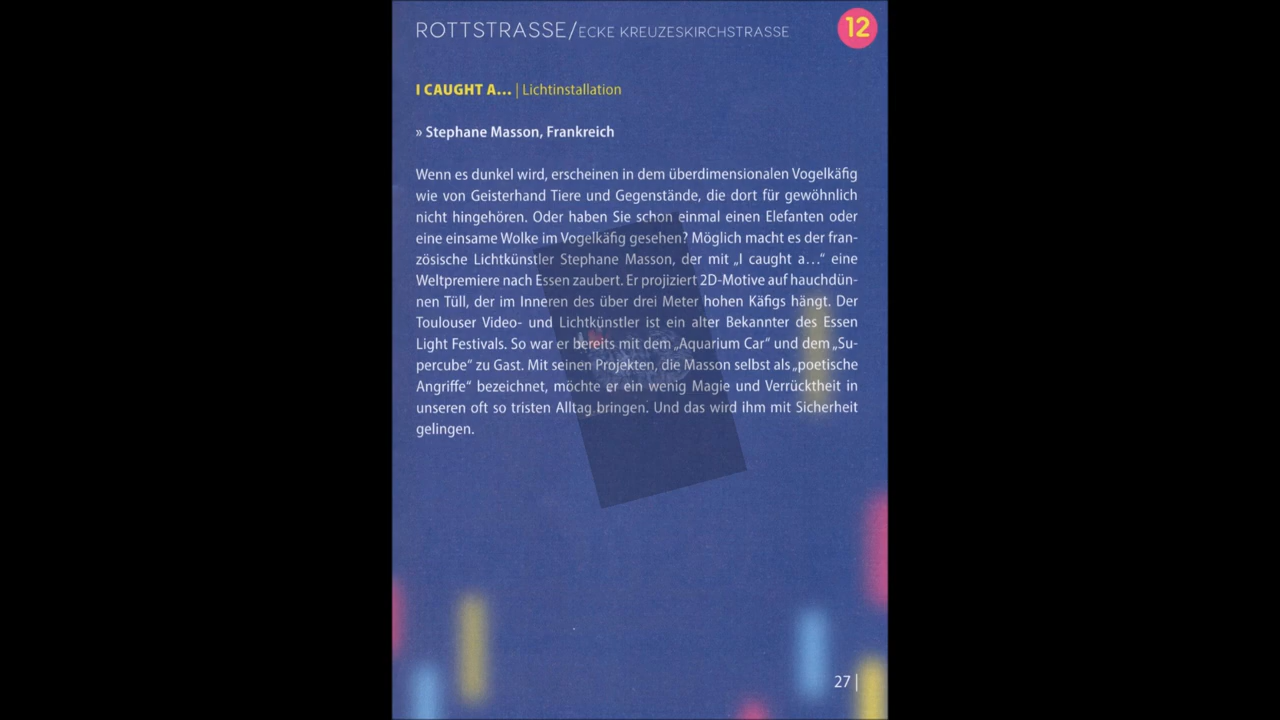 ROTTSTRASSE/ECKE KREUZESKIRCHSTRASSE
12
I CAUGHT A... | Lichtinstallation
» Stephane Masson, Frankreich
Wenn es dunkel wird, erscheinen in dem überdimensionalen Vogelkäfig
wie von Geisterhand Tiere und Gegenstände, die dort für gewöhnlich
nicht hingehören. Oder haben Sie schon einmal einen Elefanten oder
eine einsame Wolke im Vogelkäfig gesehen? Möglich macht es der fran-
zösische Lichtkünstler Stephane Masson, der mit „I caught a…“ eine
Weltpremiere nach Essen zaubert. Er projiziert 2D-Motive auf hauchdün-
nen Tüll, der im Inneren des über drei Meter hohen Käfigs hängt. Der
Toulouser Video- und Lichtkünstler ist ein alter Bekannter des Essen
Light Festivals. So war er bereits mit dem „Aquarium Car“ und dem „Su-
percube“ zu Gast. Mit seinen Projekten, die Masson selbst als „poetische
Angriffe“ bezeichnet, möchte er ein wenig Magie und Verrücktheit in
unseren oft so tristen Alltag bringen. Und das wird ihm mit Sicherheit
gelingen.
27 |